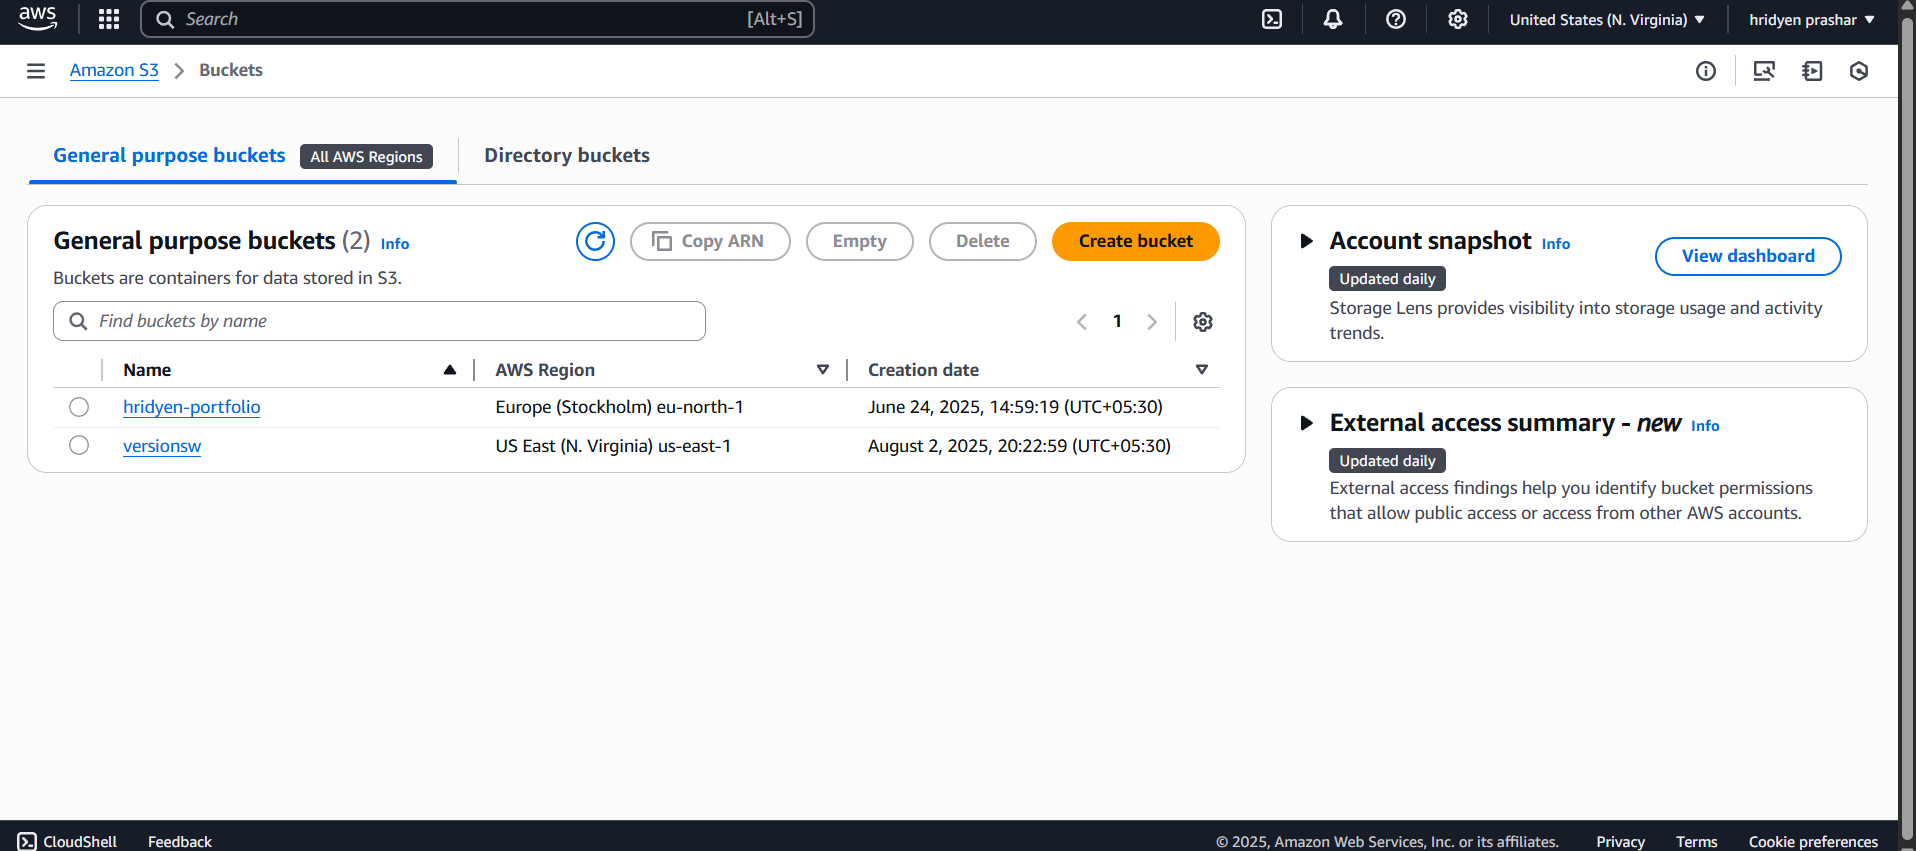 aws
Search [Alt+S]
United States (N. Virginia)
hridyen prashar
Amazon S3
Buckets
General purpose buckets
All AWS Regions
Directory buckets
General purpose buckets (2) Info
Copy ARN
Empty
Delete
Create bucket
Buckets are containers for data stored in S3.
Find buckets by name
1
Name AWS Region Creation date
hridyen-portfolio Europe (Stockholm) eu-north-1 June 24, 2025, 14:59:19 (UTC+05:30)
versionsw US East (N. Virginia) us-east-1 August 2, 2025, 20:22:59 (UTC+05:30)
Account snapshot Info
View dashboard
Updated daily
Storage Lens provides visibility into storage usage and activity
trends.
External access summary - new Info
Updated daily
External access findings help you identify bucket permissions
that allow public access or access from other AWS accounts.
CloudShell
Feedback
© 2025, Amazon Web Services, Inc. or its affiliates.
Privacy
Terms
Cookie preferences